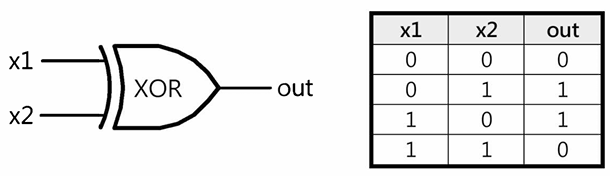 x1
x2
XOR
out
x1 x2 out
0 0 0
0 1 1
1 0 1
1 1 0